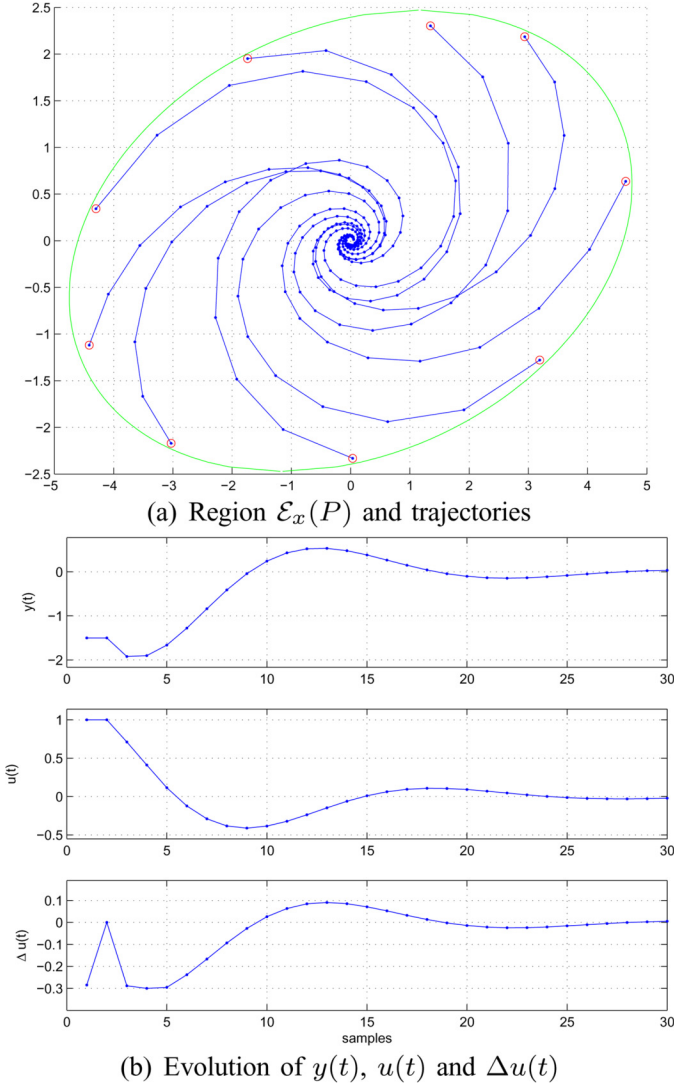 2.5
2
1.5
1
0.5
0
−0.5
−1
−1.5
−2
−2.5
−5 −4 −3 −2 −1 0 1 2 3 4 5
(a) Region ℰx(P) and trajectories
0
−1
−2
y(t)
0 5 10 15 20 25 30
1
0.5
0
−0.5
u(t)
0 5 10 15 20 25 30
0.1
0
−0.1
−0.2
−0.3
Δ u(t)
0 5 10 15 20 25 30
samples
(b) Evolution of y(t), u(t) and Δu(t)